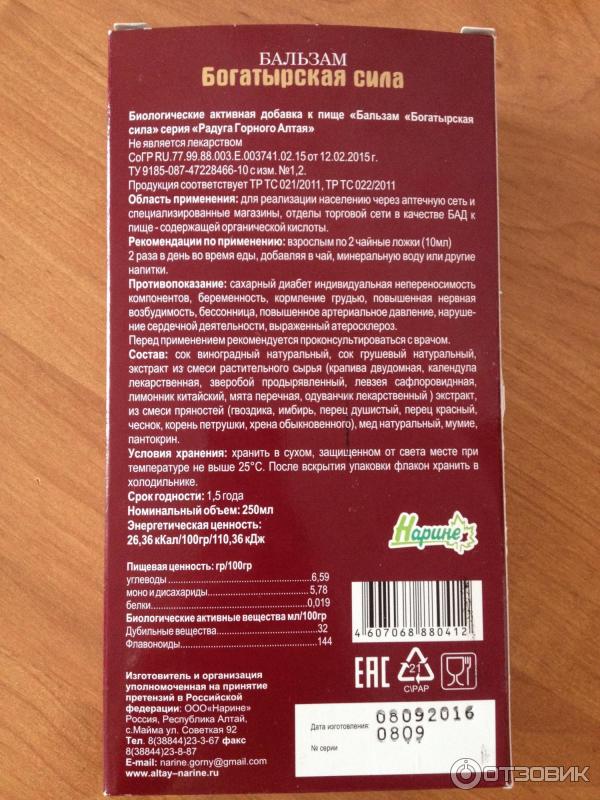 БАЛЬЗАМ
Богатырская сила
Биологические активная добавка к пище «Бальзам «Богатырская
сила» серия «Радуга Горного Алтая»
Не является лекарством
СоГР RU.77.99.88.003.Е.003741.02.15 от 12.02.2015 г.
ТУ 9185-087-47228466-10 с изм. №1,2.
Продукция соответствует ТР ТС 021/2011, ТР ТС 022/2011
Область применения: для реализации населению через аптечную сеть и
специализированные магазины, отделы торговой сети в качестве БАД к
пище - содержащей органической кислоты.
Рекомендации по применению: взрослым по 2 чайные ложки (10мл)
2 раза в день во время еды, добавляя в чай, минеральную воду или другие
напитки.
Противопоказание: сахарный диабет индивидуальная непереносимость
компонентов, беременность, кормление грудью, повышенная нервная
возбудимость, бессонница, повышенное артериальное давление, наруше-
ние сердечной деятельности, выраженный атеросклероз.
Перед применением рекомендуется проконсультироваться с врачом.
Состав: сок виноградный натуральный, сок грушевый натуральный,
экстракт из смеси растительного сырья (крапива двудомная, календула
лекарственная, зверобой продырявленный, левзея сафлоровиднная,
лимонник китайский, мята перечная, одуванчик лекарственный ) экстракт,
из смеси пряностей (гвоздика, имбирь, перец душистый, перец красный,
чеснок, корень петрушки, хрена обыкновенного), мед натуральный, мумие,
пантокрин.
Условия хранения: хранить в сухом, защищенном от света месте при
температуре не выше 25°С. После вскрытия упаковки флакон хранить в
холодильнике.
Срок годности: 1,5 года
Номинальный объем: 250мл
Энергетическая ценность:
26,36 кКал/100гр/110,36 кДж
Нарине
Пищевая ценность: гр/100гр
углеводы 6,59
моно и дисахариды 5,78
белки 0,019
Биологические активные вещества мл/100гр
Дубильные вещества 32
Флавоноиды 144
4 607068 880412
EAC
21
C\PAP
Изготовитель и организация
уполномоченная на принятие
претензий в Российской
федерации: ООО«Нарине»
Россия, Республика Алтай,
с.Майма ул. Советкая 92
Тел. 8(38844)23-3-67 факс
8(38844)23-8-87
E-mail: narine.gorny@gmail.com
www.altay-narine.ru
Дата изготовления: 08092016
0809
№ серии
ОТЗОВИК